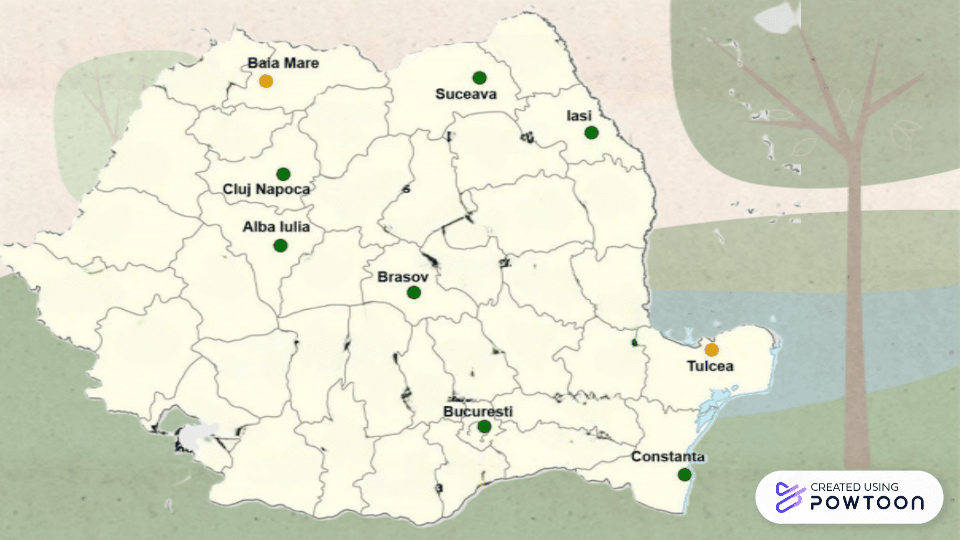 Baia Mare
Suceava
Iasi
Cluj Napoca
Alba Iulia
Brasov
Tulcea
Bucuresti
Constanta
CREATED USING
POWTOON